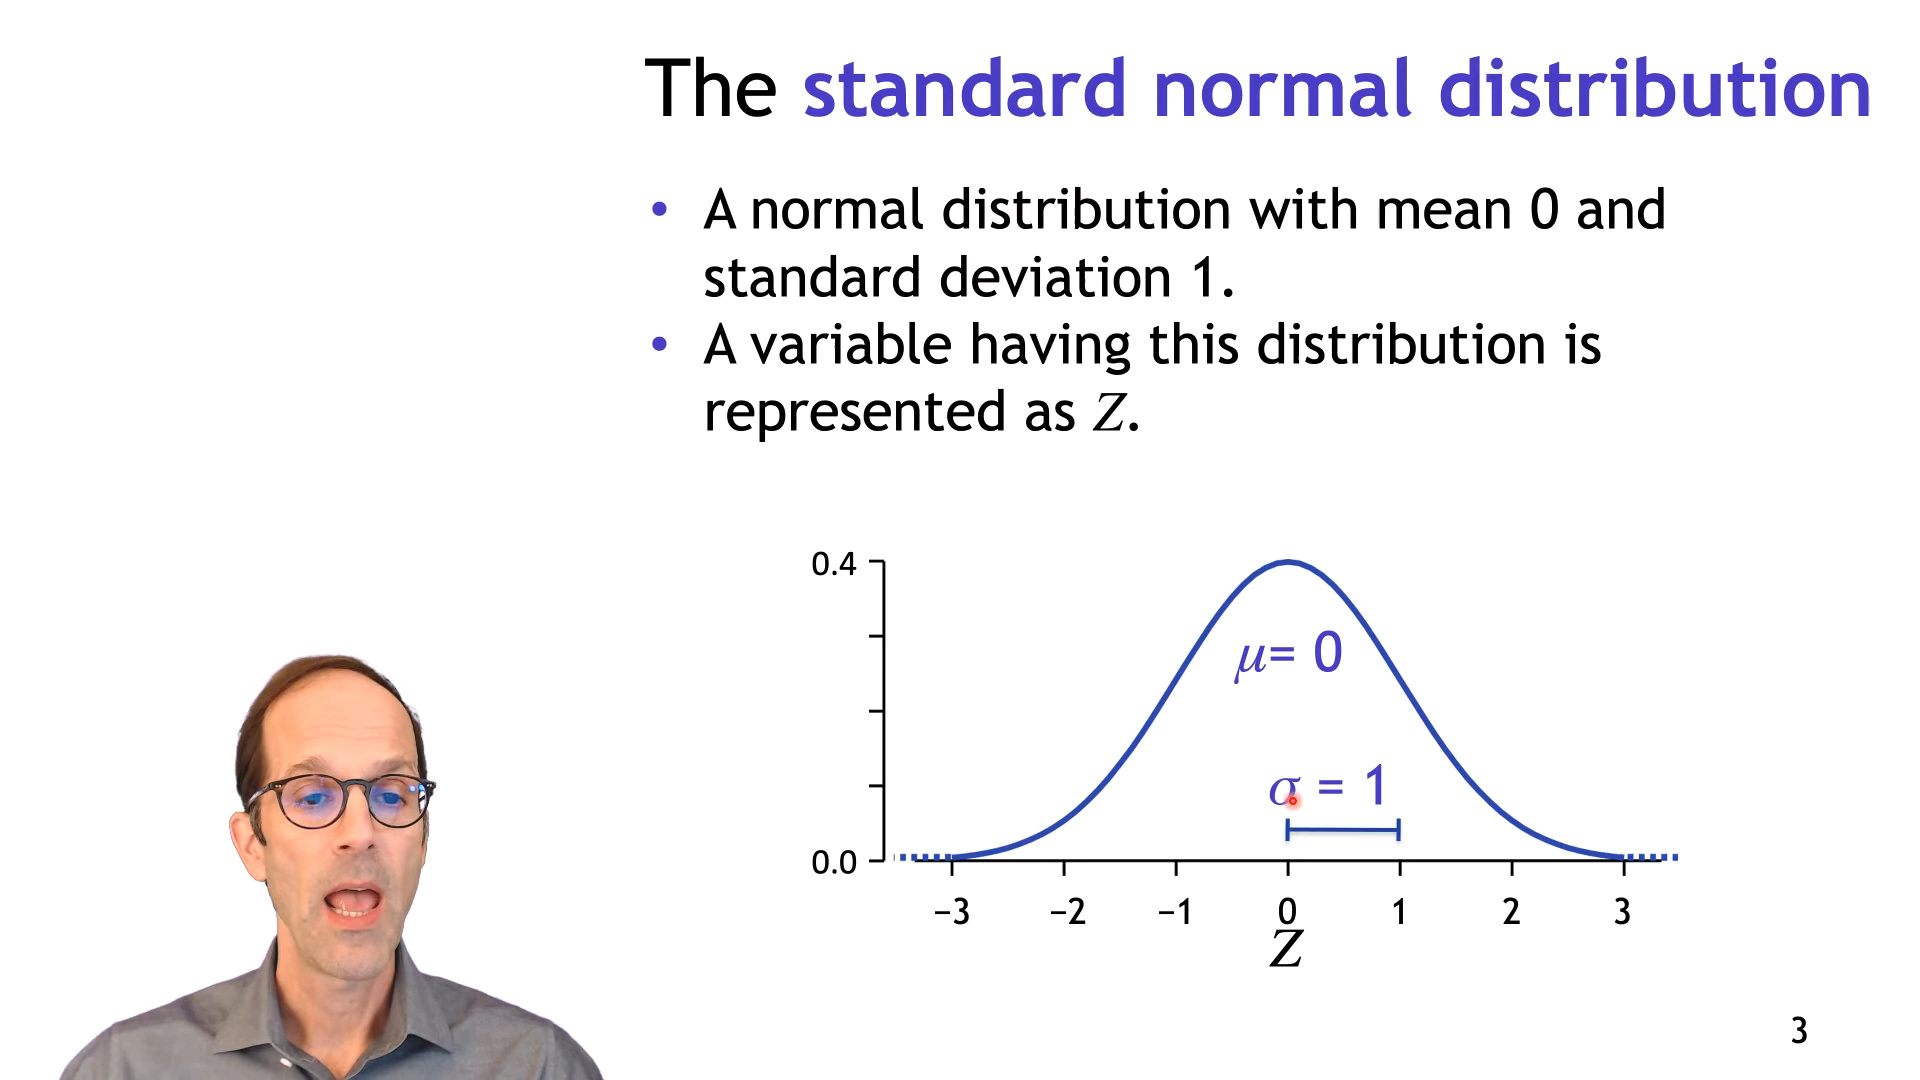 The standard normal distribution
• A normal distribution with mean 0 and
standard deviation 1.
• A variable having this distribution is
represented as Z.
0.4
μ= 0
σ = 1
0.0
−3 −2 −1 0 1 2 3
Z
3